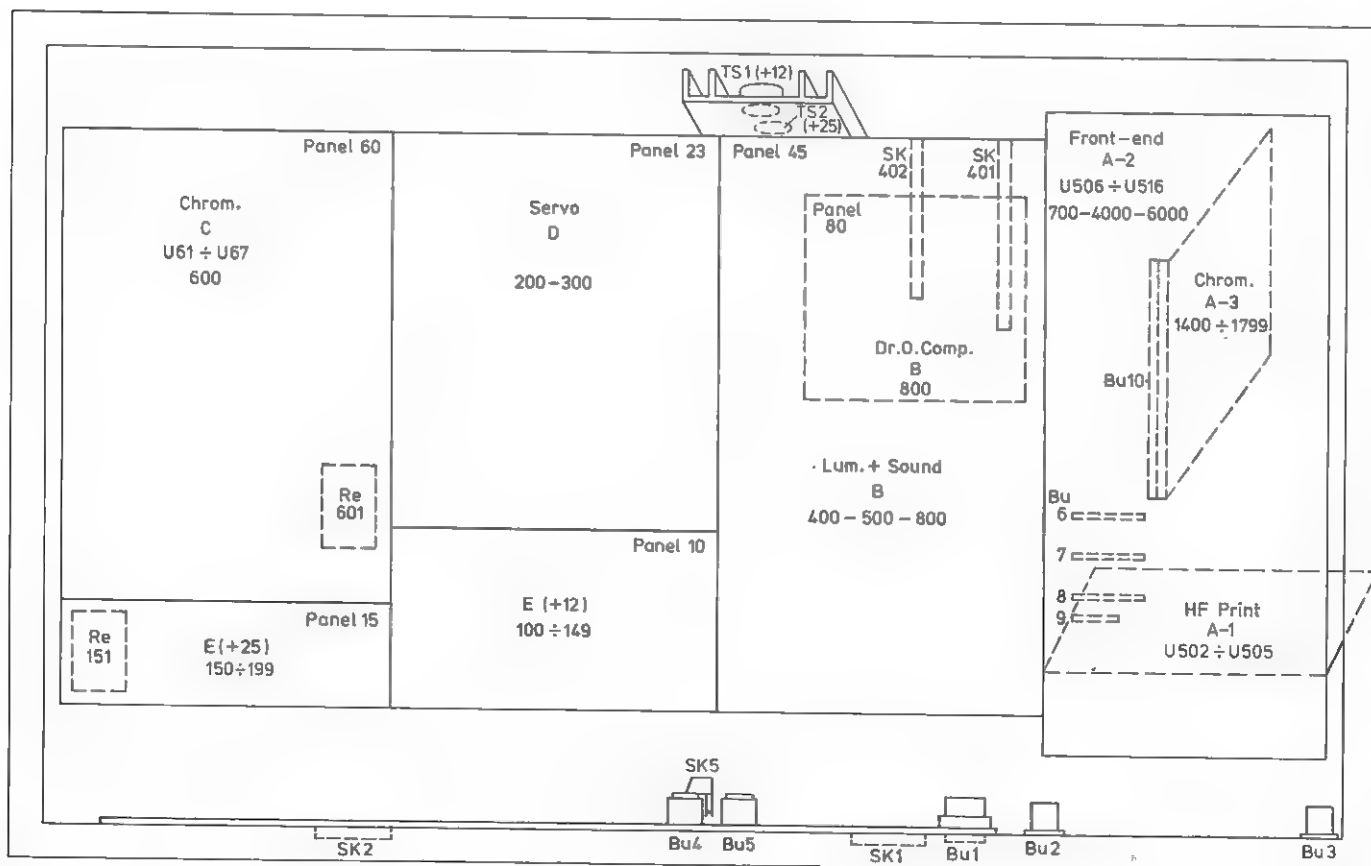 TS1 (+12)
TS2
(+25)
Panel 60
Chrom.
C
U61 ÷ U67
600
Re
601
Panel 15
Re
151
E (+25)
150÷199
Panel 23
Servo
D
200-300
Panel 10
E (+12)
100÷149
Panel 45
SK
402
SK
401
Panel
80
Dr.O.Comp.
B
800
Lum.+ Sound
B
400-500-800
Front-end
A-2
U506 ÷ U516
700-4000-6000
Chrom.
A-3
1400÷1799
Bu10
Bu
6
7
8
9
HF Print
A-1
U502 ÷ U505
SK5
SK2
Bu4
Bu5
SK1
Bu1
Bu2
Bu3